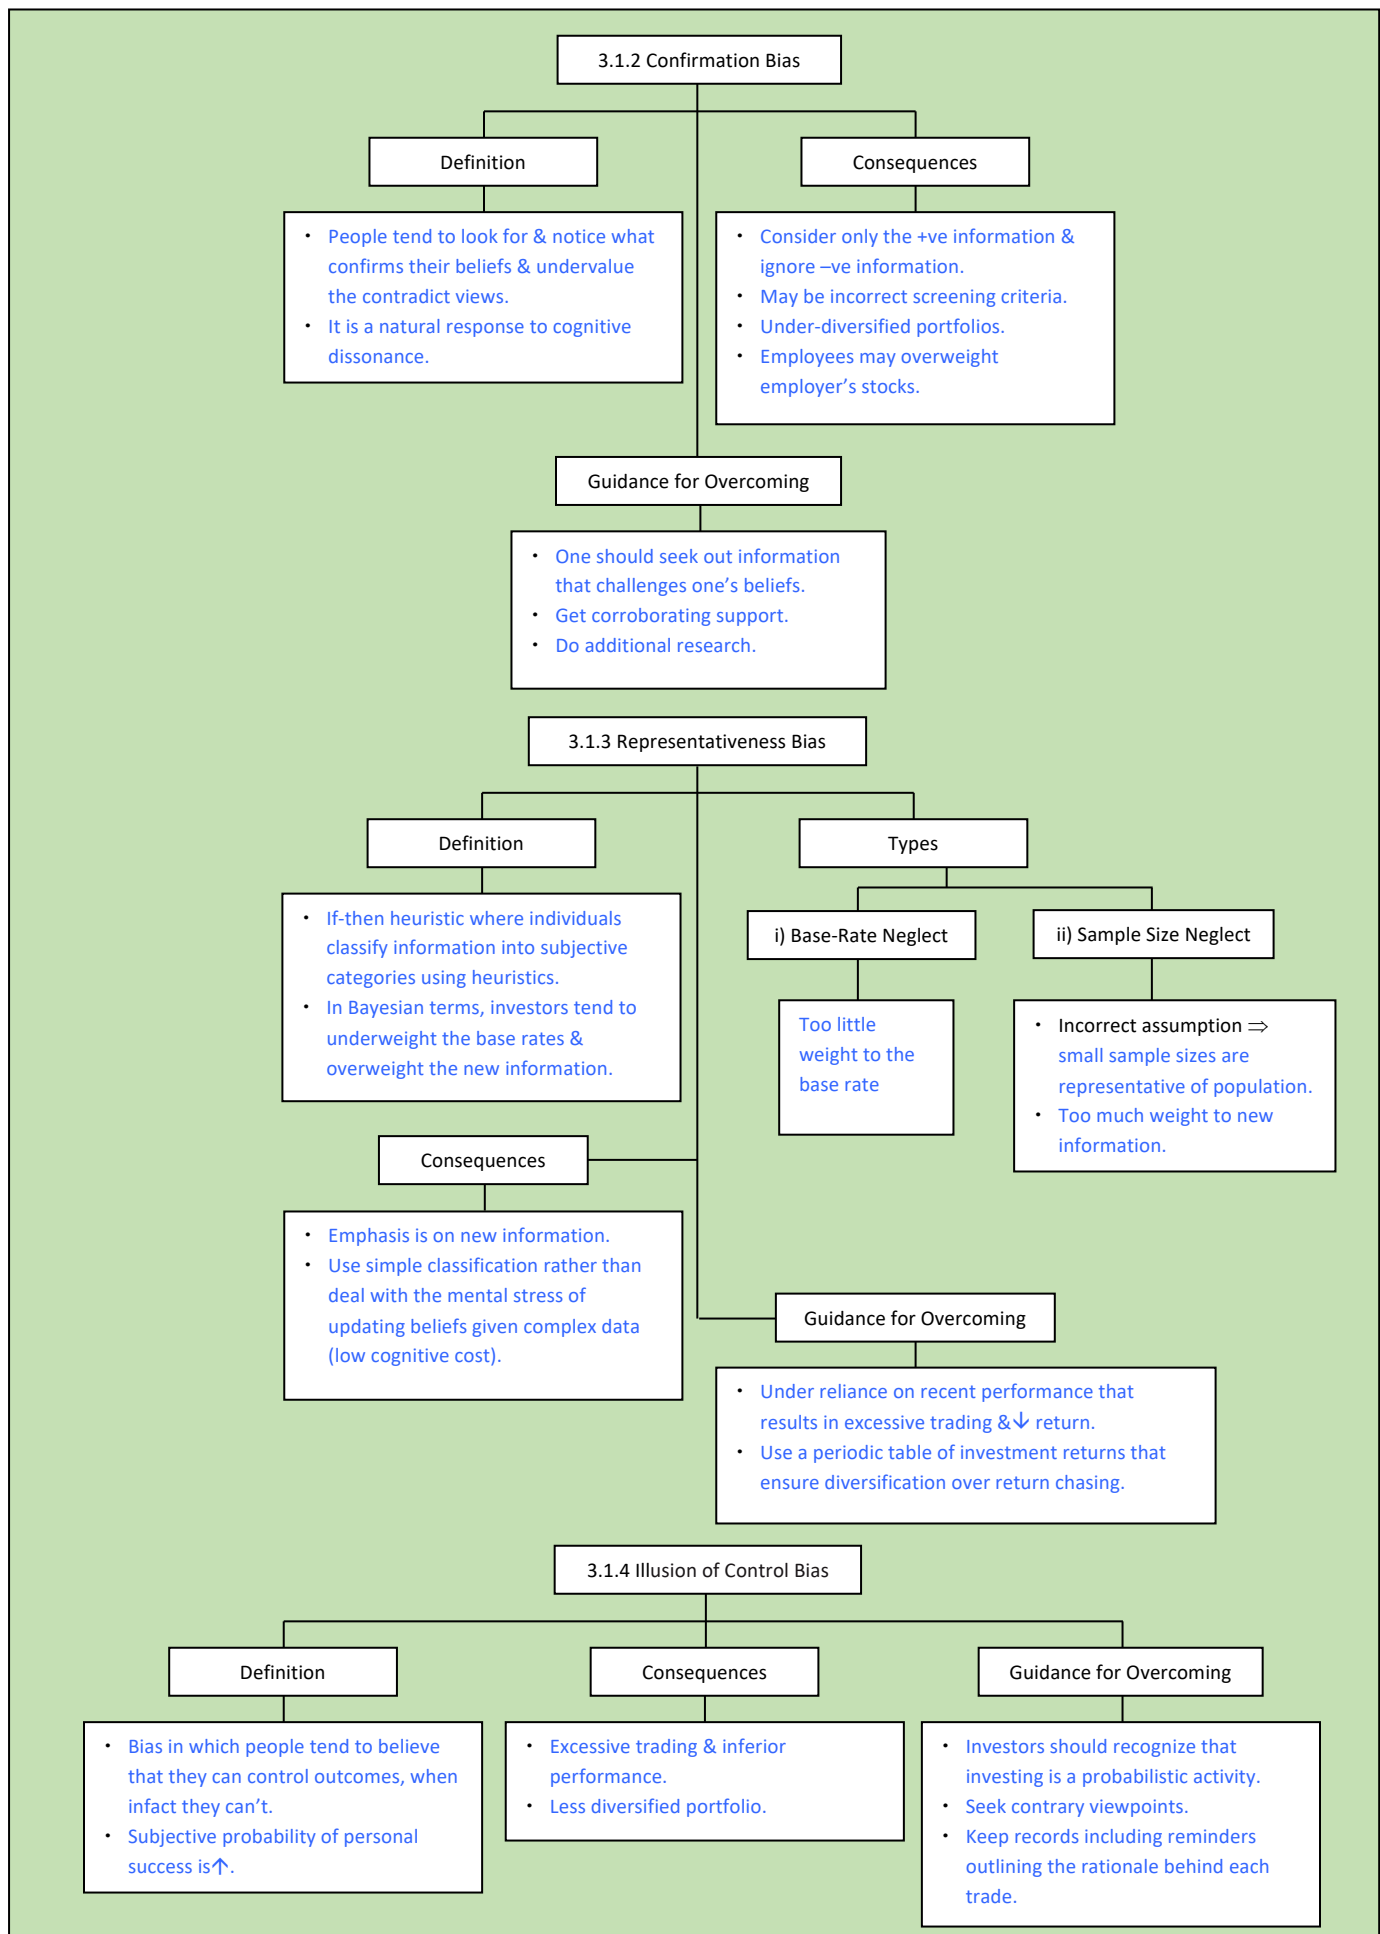 3.1.2 Confirmation Bias
Definition
• People tend to look for & notice what
confirms their beliefs & undervalue
the contradict views.
• It is a natural response to cognitive
dissonance.
Consequences
• Consider only the +ve information &
ignore –ve information.
• May be incorrect screening criteria.
• Under-diversified portfolios.
• Employees may overweight
employer’s stocks.
Guidance for Overcoming
• One should seek out information
that challenges one’s beliefs.
• Get corroborating support.
• Do additional research.
3.1.3 Representativeness Bias
Definition
• If-then heuristic where individuals
classify information into subjective
categories using heuristics.
• In Bayesian terms, investors tend to
underweight the base rates &
overweight the new information.
Types
i) Base-Rate Neglect
Too little
weight to the
base rate
ii) Sample Size Neglect
• Incorrect assumption ⇒
small sample sizes are
representative of population.
• Too much weight to new
information.
Consequences
• Emphasis is on new information.
• Use simple classification rather than
deal with the mental stress of
updating beliefs given complex data
(low cognitive cost).
Guidance for Overcoming
• Under reliance on recent performance that
results in excessive trading &↓ return.
• Use a periodic table of investment returns that
ensure diversification over return chasing.
3.1.4 Illusion of Control Bias
Definition
• Bias in which people tend to believe
that they can control outcomes, when
infact they can’t.
• Subjective probability of personal
success is↑.
Consequences
• Excessive trading & inferior
performance.
• Less diversified portfolio.
Guidance for Overcoming
• Investors should recognize that
investing is a probabilistic activity.
• Seek contrary viewpoints.
• Keep records including reminders
outlining the rationale behind each
trade.